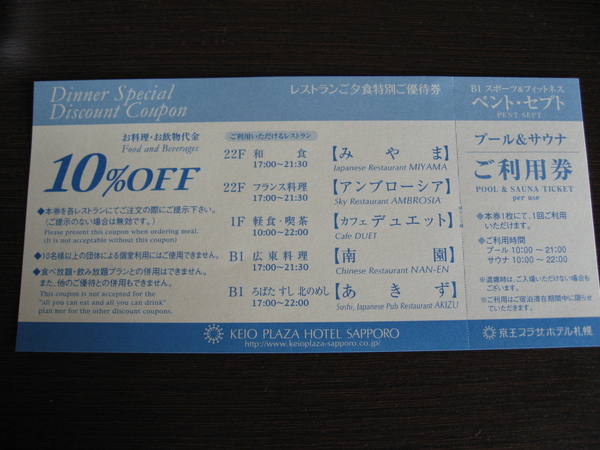 Dinner Special
Discount Coupon
レストランご夕食特別ご優待券
お料理・お飲物代金
Food and Beverages
10%OFF
◆本券を各レストランにてご注文の際にご提示下さい。
（ご提示のない場合は無効です。）
Please present this coupon when ordering meal.
(It is not acceptable without this coupon)
◆10名様以上の団体による個室利用にはご使用できません。
◆食べ放題・飲み放題プランとの併用はできません。
また、他のご優待との併用もできません。
This coupon is not accepted for the
"all you can eat and all you can drink"
plan nor for the other discount coupons.
ご利用いただけるレストラン
22F 和食 【みやま】
17:00〜21:30 Japanese Restaurant MIYAMA
22F フランス料理 【アンブローシア】
17:00〜21:30 Sky Restaurant AMBROSIA
1F 軽食・喫茶 【カフェ デュエット】
10:00〜22:00 Cafe DUET
B1 広東料理 【南園】
17:00〜21:30 Chinese Restaurant NAN-EN
B1 ろばた すし 北のめし 【あきず】
17:00〜22:00 Sushi, Japanese Pub Restaurant AKIZU
KEIO PLAZA HOTEL SAPPORO
http://www.keioplaza-sapporo.co.jp/
B1 スポーツ&フィットネス
ベント・セプト
PENT SEPT
プール&サウナ
ご利用券
POOL & SAUNA TICKET
per use
◆本券1枚にて、1回ご利用
いただけます。
◆ご利用時間
プール 10:00 〜 21:00
サウナ 10:00 〜 22:00
※混雑時は、ご入場いただけない場合も
ございます。
※ご利用はご宿泊滞在期間中に限らせ
ていただきます。
京王プラザホテル札幌